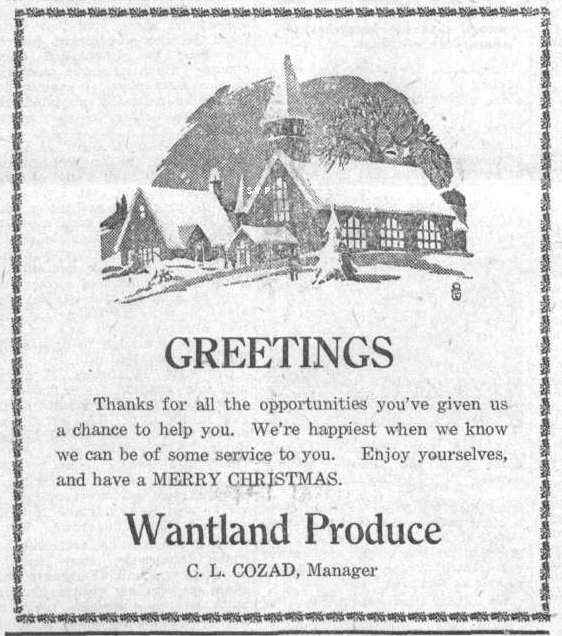 GREETINGS
Thanks for all the opportunities you've given us
a chance to help you. We're happiest when we know
we can be of some service to you. Enjoy yourselves,
and have a MERRY CHRISTMAS.
Wantland Produce
C. L. COZAD, Manager